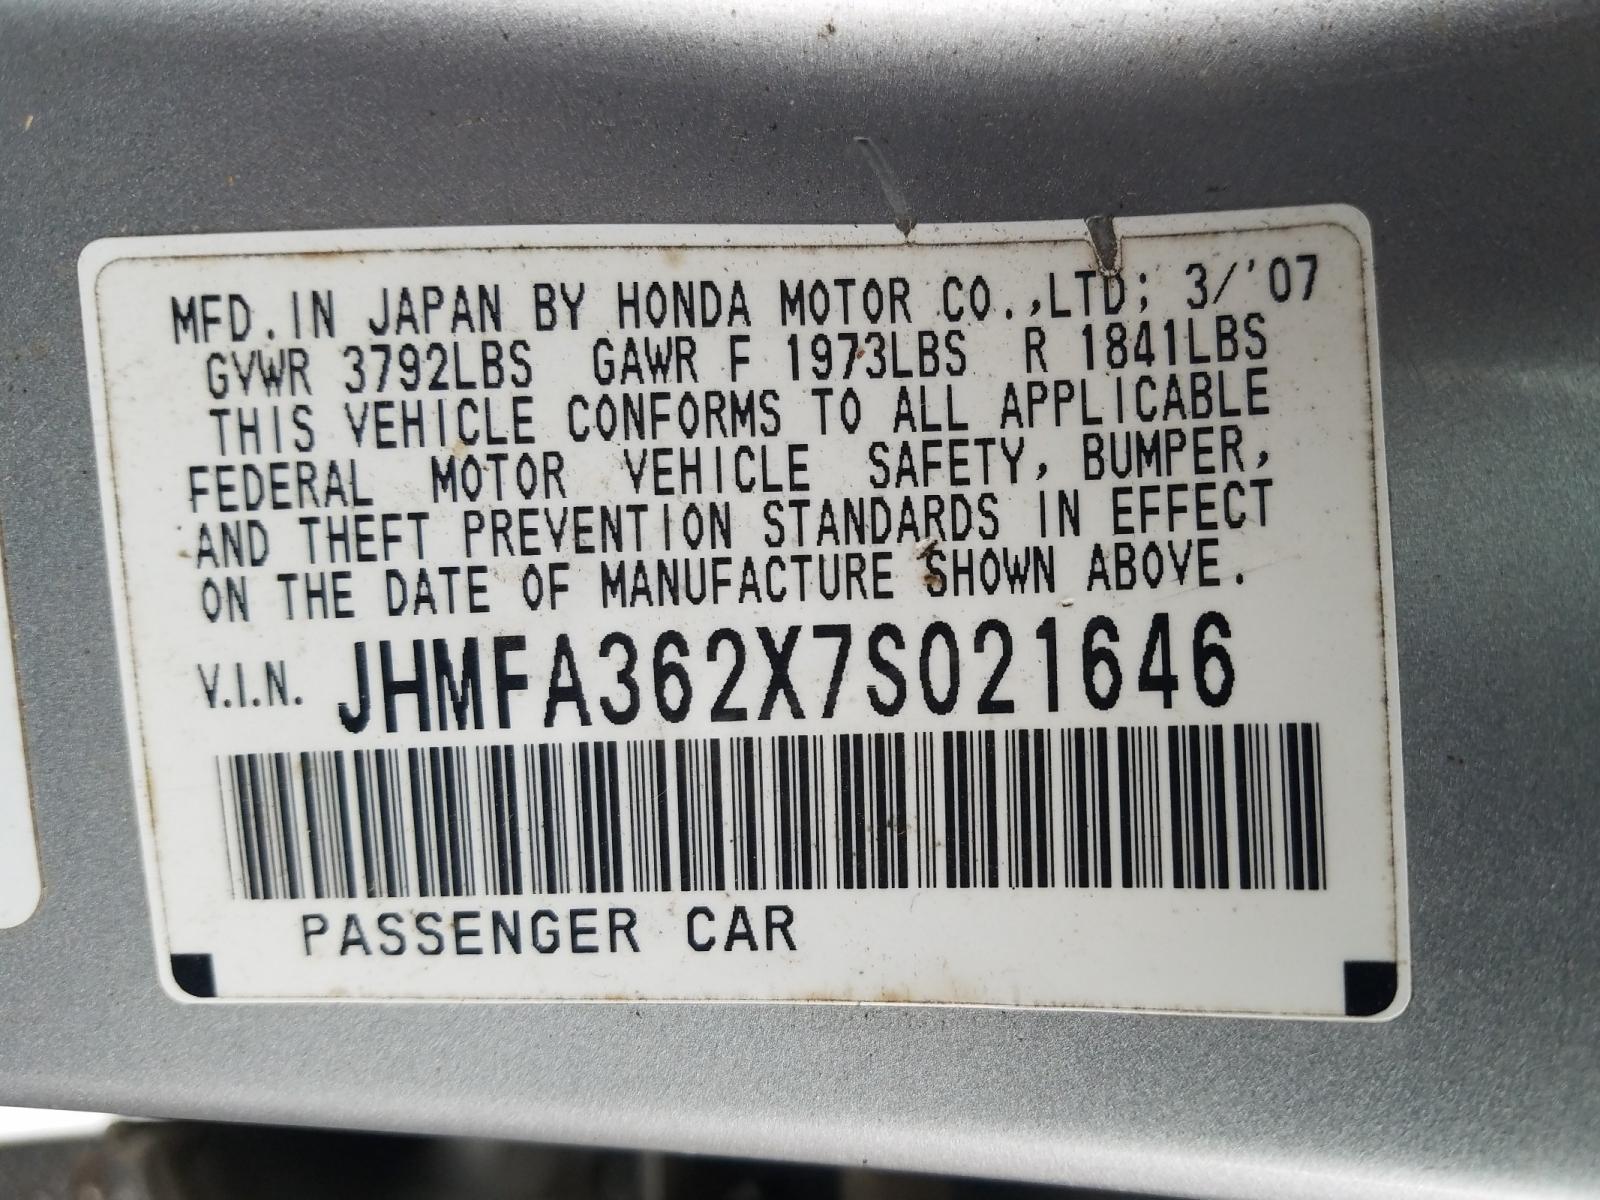 MFD. IN JAPAN BY HONDA MOTOR CO.,LTD; 3/'07
GVWR 3792LBS GAWR F 1973LBS R 1841LBS
THIS VEHICLE CONFORMS TO ALL APPLICABLE
FEDERAL MOTOR VEHICLE SAFETY, BUMPER,
AND THEFT PREVENTION STANDARDS IN EFFECT
ON THE DATE OF MANUFACTURE SHOWN ABOVE.
V.I.N. JHMFA362X7S021646
PASSENGER CAR